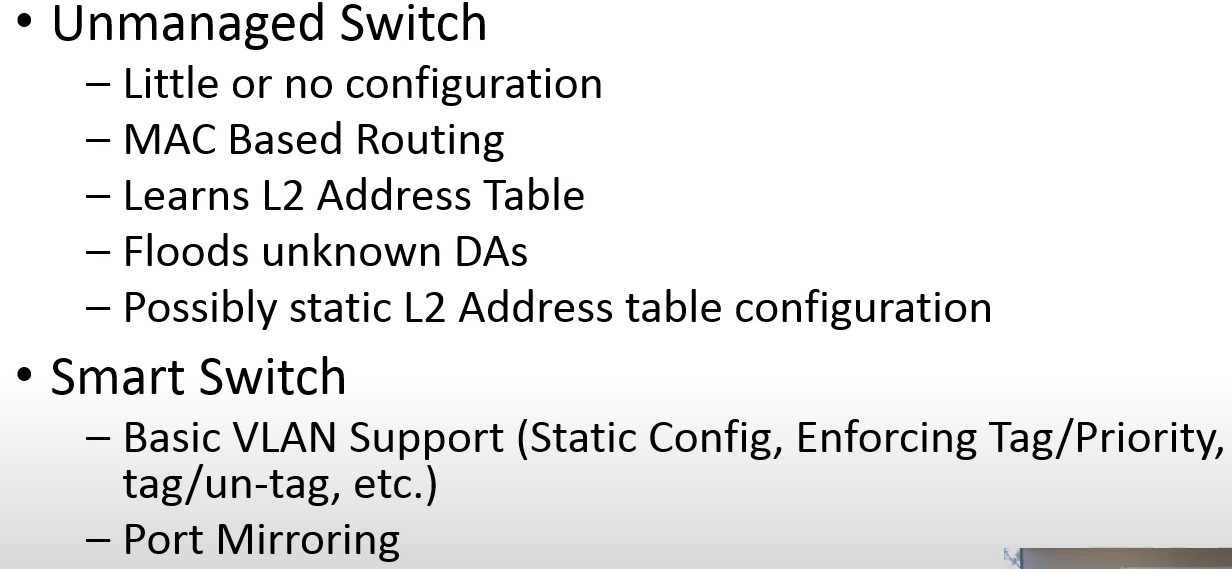 • Unmanaged Switch
– Little or no configuration
– MAC Based Routing
– Learns L2 Address Table
– Floods unknown DAs
– Possibly static L2 Address table configuration
• Smart Switch
– Basic VLAN Support (Static Config, Enforcing Tag/Priority,
tag/un-tag, etc.)
– Port Mirroring